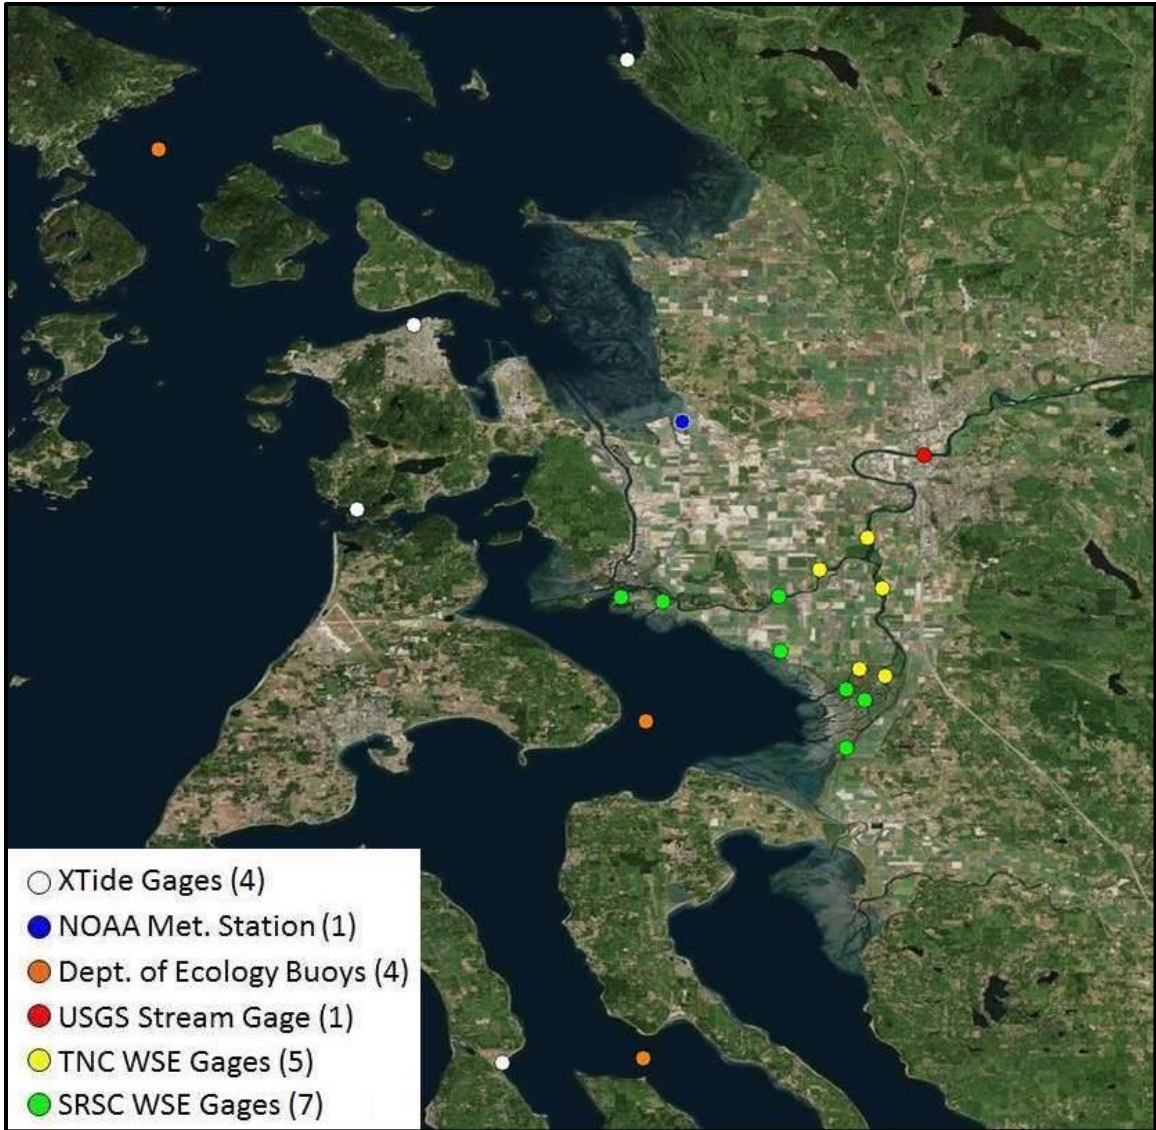 XTide Gages (4)
NOAA Met. Station (1)
Dept. of Ecology Buoys (4)
USGS Stream Gage (1)
TNC WSE Gages (5)
SRSC WSE Gages (7)